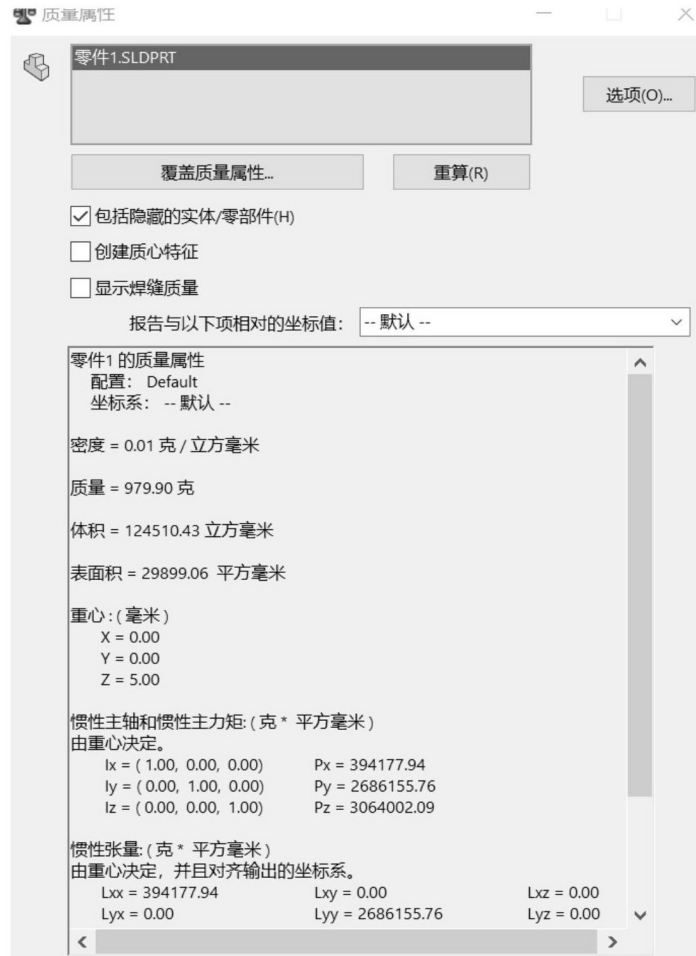 质量属性
零件1.SLDPRT
选项(O)...
覆盖质量属性...
重算(R)
包括隐藏的实体/零部件(H)
创建质心特征
显示焊缝质量
报告与以下项相对的坐标值： -- 默认 --
零件1 的质量属性
配置： Default
坐标系： -- 默认 --
密度 = 0.01 克 / 立方毫米
质量 = 979.90 克
体积 = 124510.43 立方毫米
表面积 = 29899.06 平方毫米
重心 : ( 毫米 )
X = 0.00
Y = 0.00
Z = 5.00
惯性主轴和惯性主力矩: ( 克 * 平方毫米 )
由重心决定。
Ix = ( 1.00, 0.00, 0.00) Px = 394177.94
Iy = ( 0.00, 1.00, 0.00) Py = 2686155.76
Iz = ( 0.00, 0.00, 1.00) Pz = 3064002.09
惯性张量: ( 克 * 平方毫米 )
由重心决定，并且对齐输出的坐标系。
Lxx = 394177.94 Lxy = 0.00 Lxz = 0.00
Lyx = 0.00 Lyy = 2686155.76 Lyz = 0.00